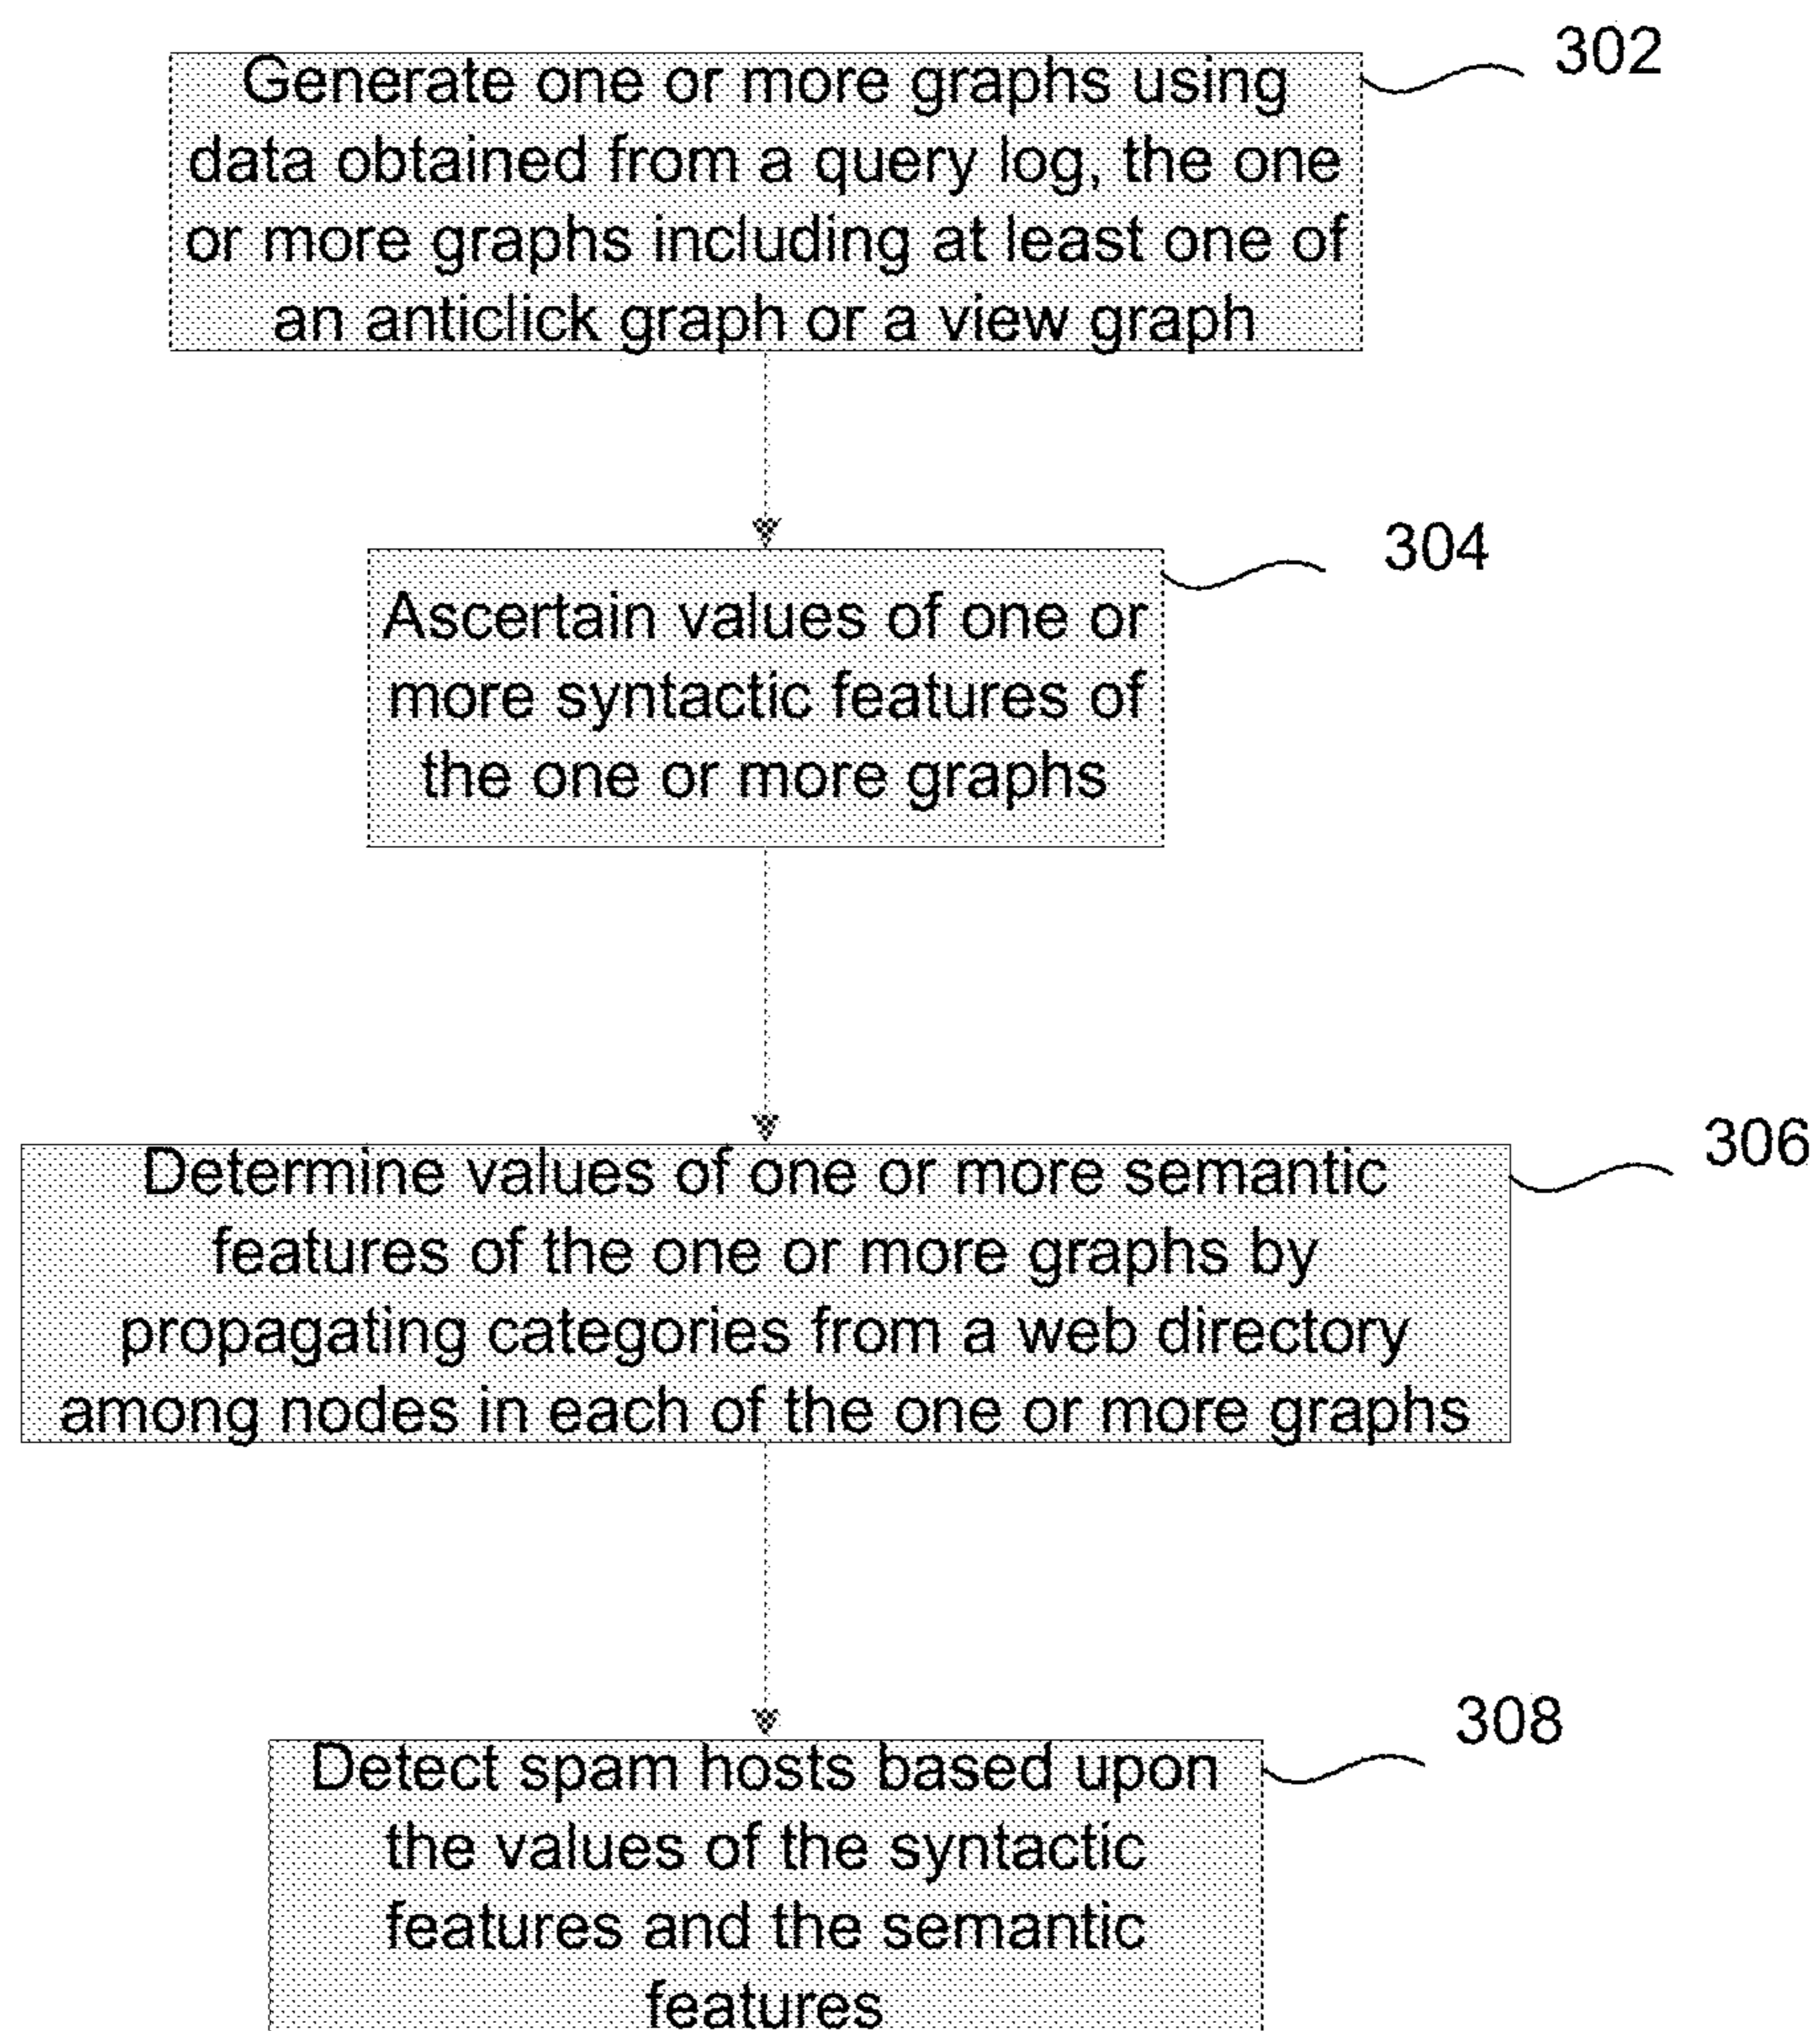 302
Generate one or more graphs using
data obtained from a query log, the one
or more graphs including at least one of
an anticlick graph or a view graph
304
Ascertain values of one or
more syntactic features of
the one or more graphs
306
Determine values of one or more semantic
features of the one or more graphs by
propagating categories from a web directory
among nodes in each of the one or more graphs
308
Detect spam hosts based upon
the values of the syntactic
features and the semantic
features